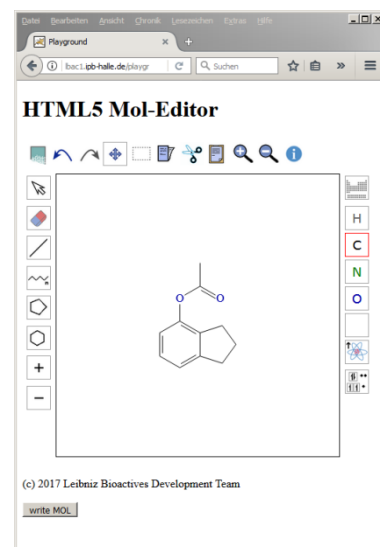 Datei Bearbeiten Ansicht Chronik Lesezeichen Extras Hilfe
Playground
lbac1.ipb-halle.de/playgr
Suchen
HTML5 Mol-Editor
H
C
N
O
O
O
n
(c) 2017 Leibniz Bioactives Development Team
write MOL